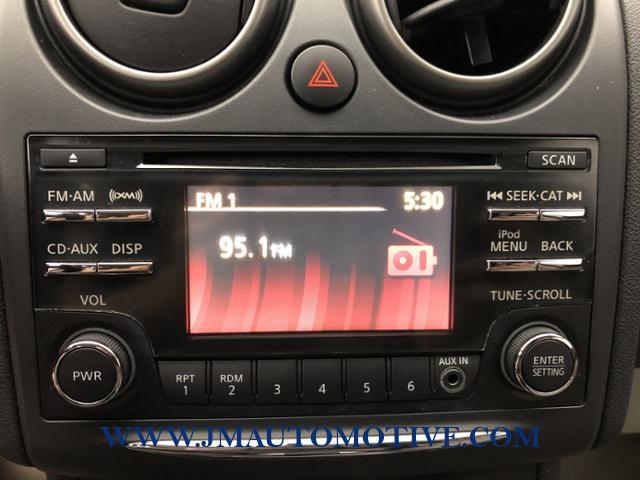 SCAN
FM·AM
((XM))
SEEK·CAT
CD·AUX
DISP
iPod
MENU
BACK
FM 1
5:30
95.1FM
VOL
TUNE·SCROLL
PWR
RPT
1
RDM
2
3
4
5
6
AUX IN
ENTER
SETTING
WWW.JMAUTOMOTIVE.COM